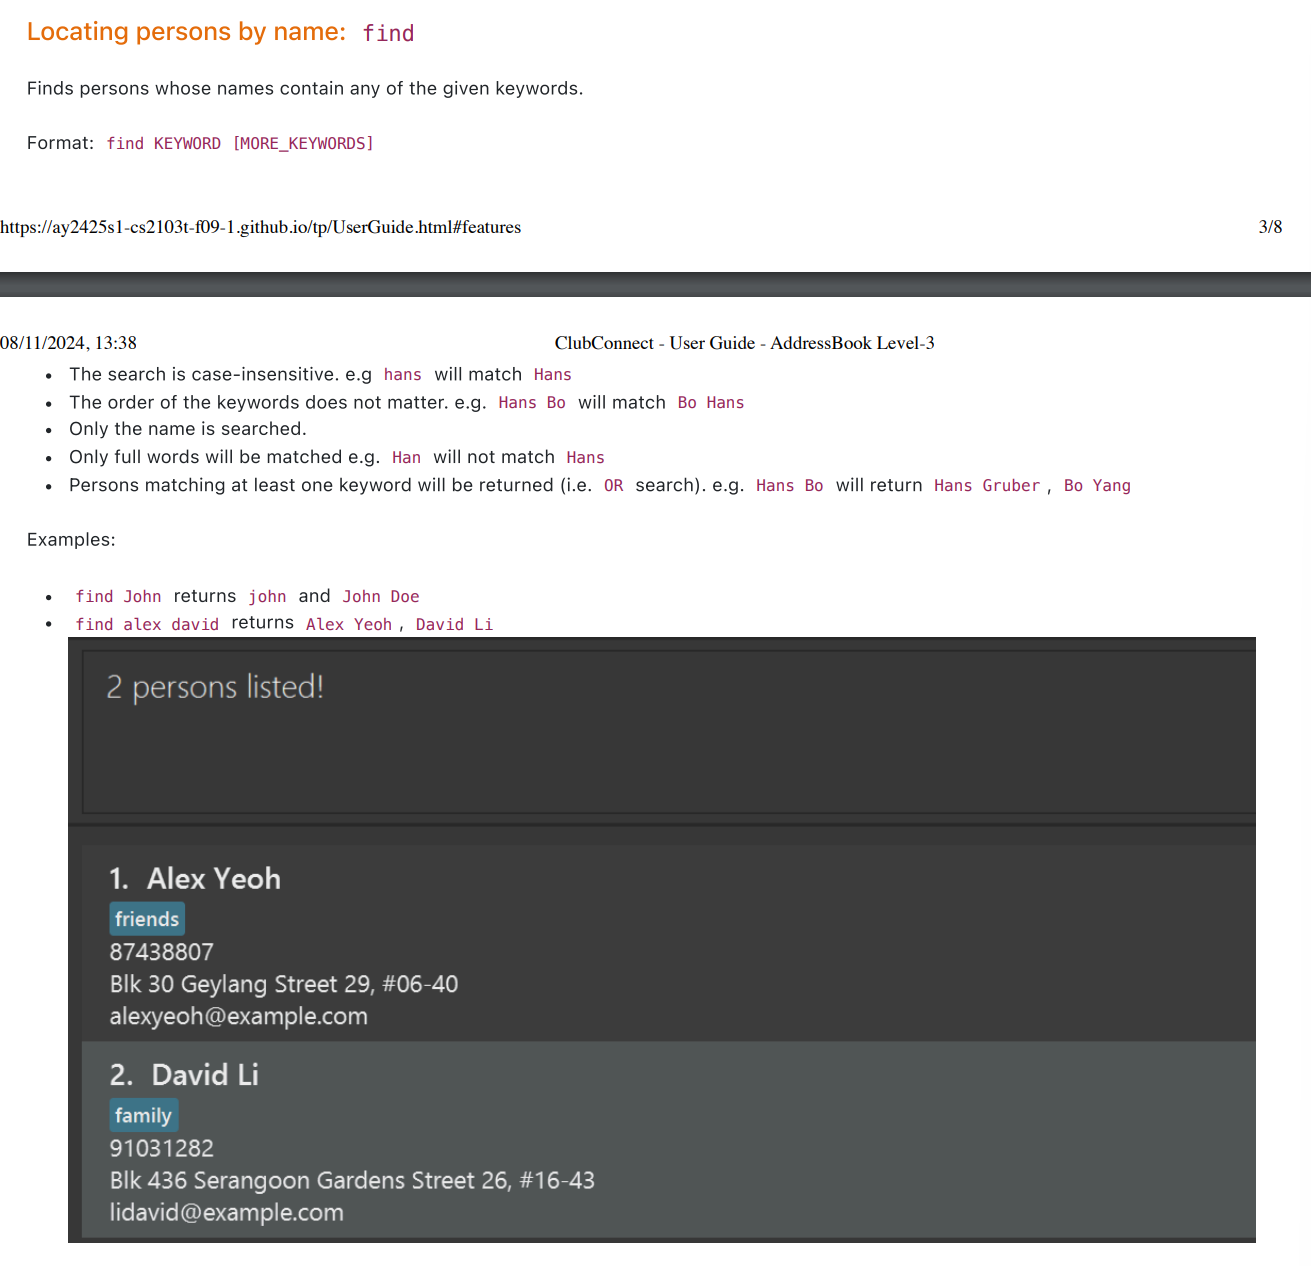 Locating persons by name: find
Finds persons whose names contain any of the given keywords.
Format: find KEYWORD [MORE_KEYWORDS]
https://ay2425s1-cs2103t-f09-1.github.io/tp/UserGuide.html#features 3/8
08/11/2024, 13:38 ClubConnect - User Guide - AddressBook Level-3
• The search is case-insensitive. e.g hans will match Hans
• The order of the keywords does not matter. e.g. Hans Bo will match Bo Hans
• Only the name is searched.
• Only full words will be matched e.g. Han will not match Hans
• Persons matching at least one keyword will be returned (i.e. OR search). e.g. Hans Bo will return Hans Gruber, Bo Yang
Examples:
• find John returns john and John Doe
• find alex david returns Alex Yeoh, David Li
2 persons listed!
1. Alex Yeoh
friends
87438807
Blk 30 Geylang Street 29, #06-40
alexyeoh@example.com
2. David Li
family
91031282
Blk 436 Serangoon Gardens Street 26, #16-43
lidavid@example.com